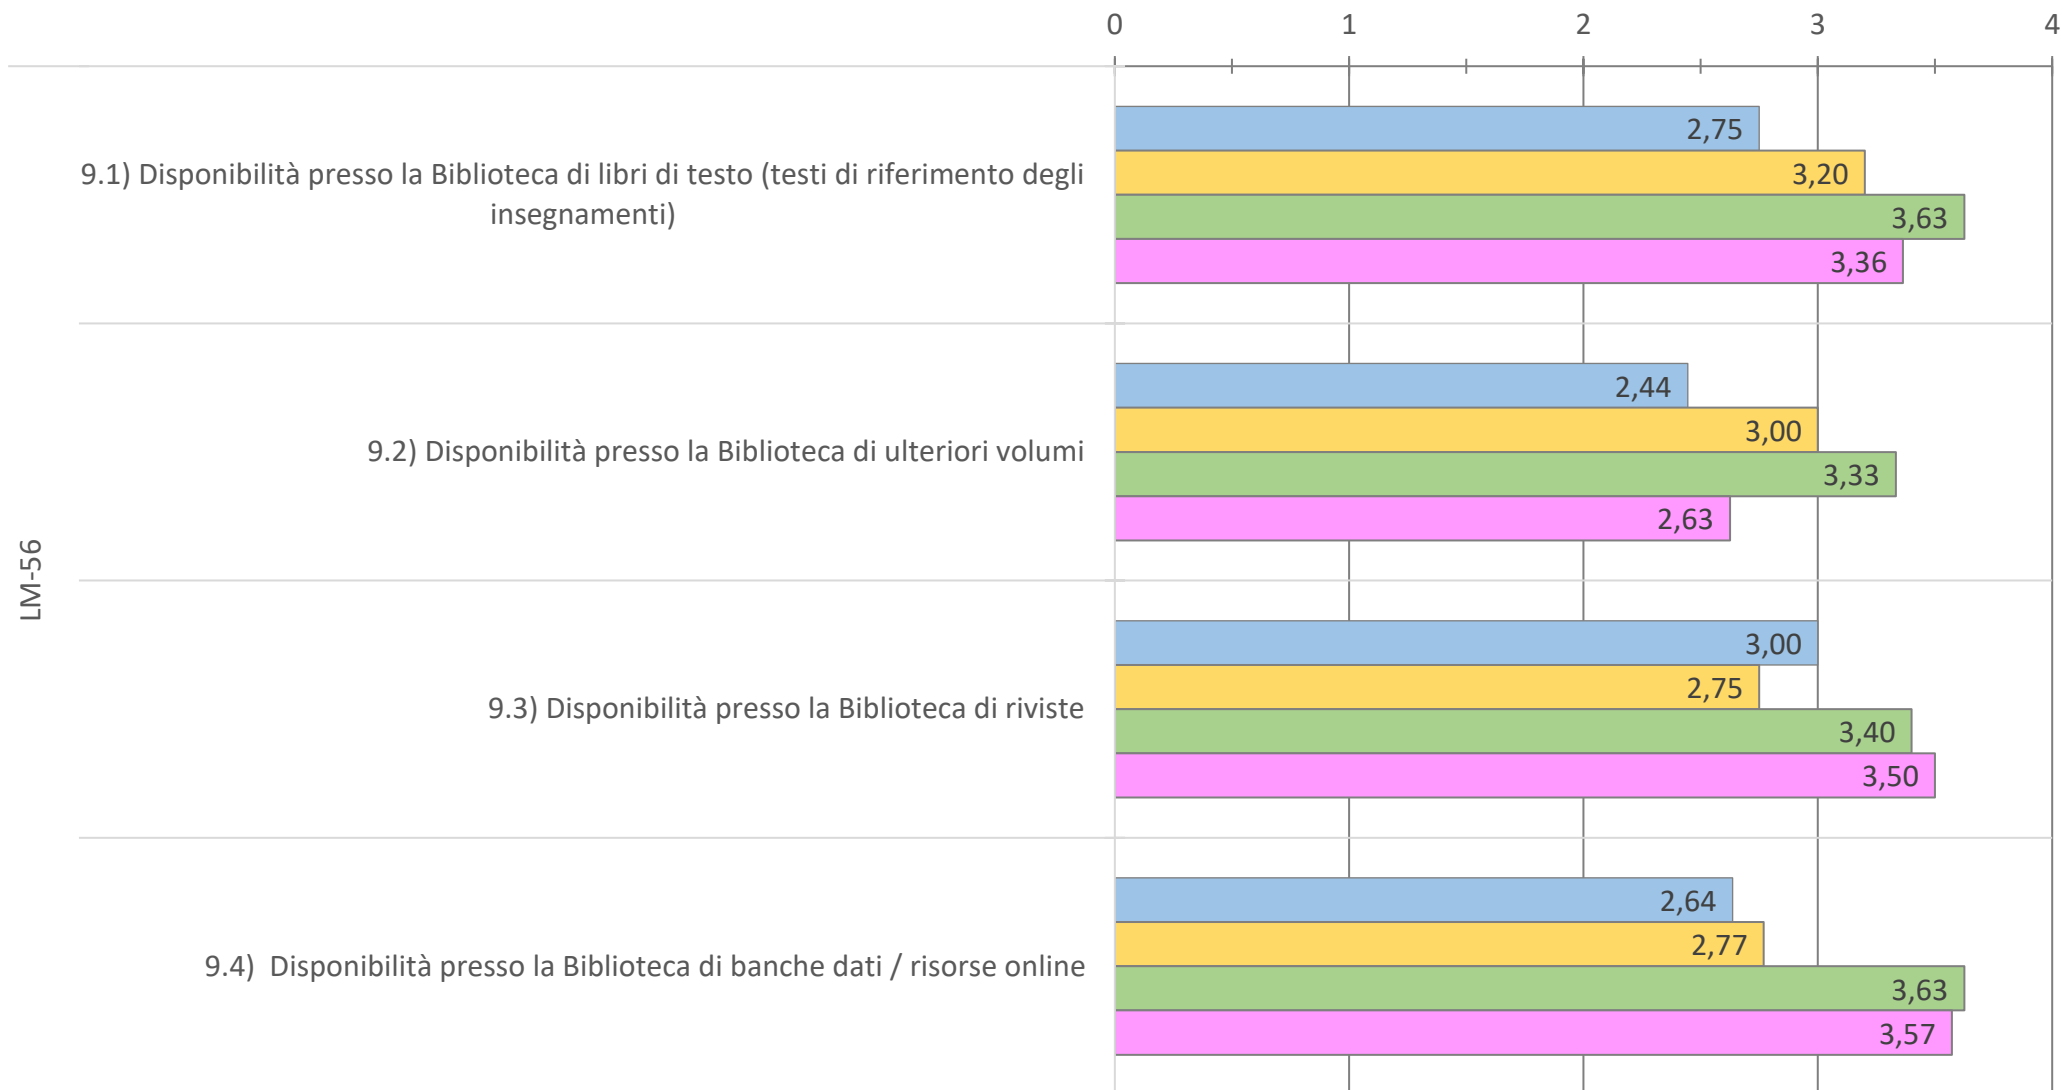 0 1 2 3 4
9.1) Disponibilità presso la Biblioteca di libri di testo (testi di riferimento degli
insegnamenti)
2,75
3,20
3,63
3,36
9.2) Disponibilità presso la Biblioteca di ulteriori volumi
2,44
3,00
3,33
2,63
LM-56
9.3) Disponibilità presso la Biblioteca di riviste
3,00
2,75
3,40
3,50
9.4)  Disponibilità presso la Biblioteca di banche dati / risorse online
2,64
2,77
3,63
3,57